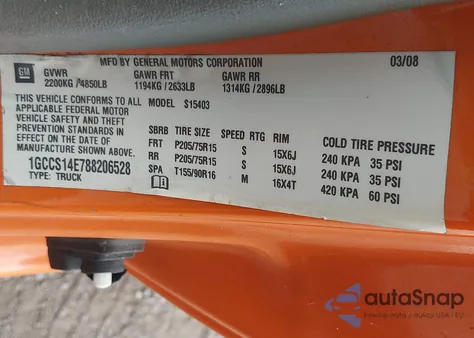 MFD BY GENERAL MOTORS CORPORATION 03/08
GM GVWR GAWR FRT GAWR RR
2200KG / 4850LB 1194KG / 2633LB 1314KG / 2896LB
THIS VEHICLE CONFORMS TO ALL MODEL: S15403
APPLICABLE FEDERAL MOTOR
VEHICLE SAFETY AND THEFT
PREVENTION STANDARDS IN
EFFECT ON THE DATE OF
MANUFACTURE SHOWN ABOVE.
1GCCS14E788206528
TYPE: TRUCK
SBRB TIRE SIZE SPEED RTG RIM COLD TIRE PRESSURE
FRT P205/75R15 S 15X6J 240 KPA 35 PSI
RR P205/75R15 S 15X6J 240 KPA 35 PSI
SPA T155/90R16 M 16X4T 420 KPA 60 PSI
autoSnap